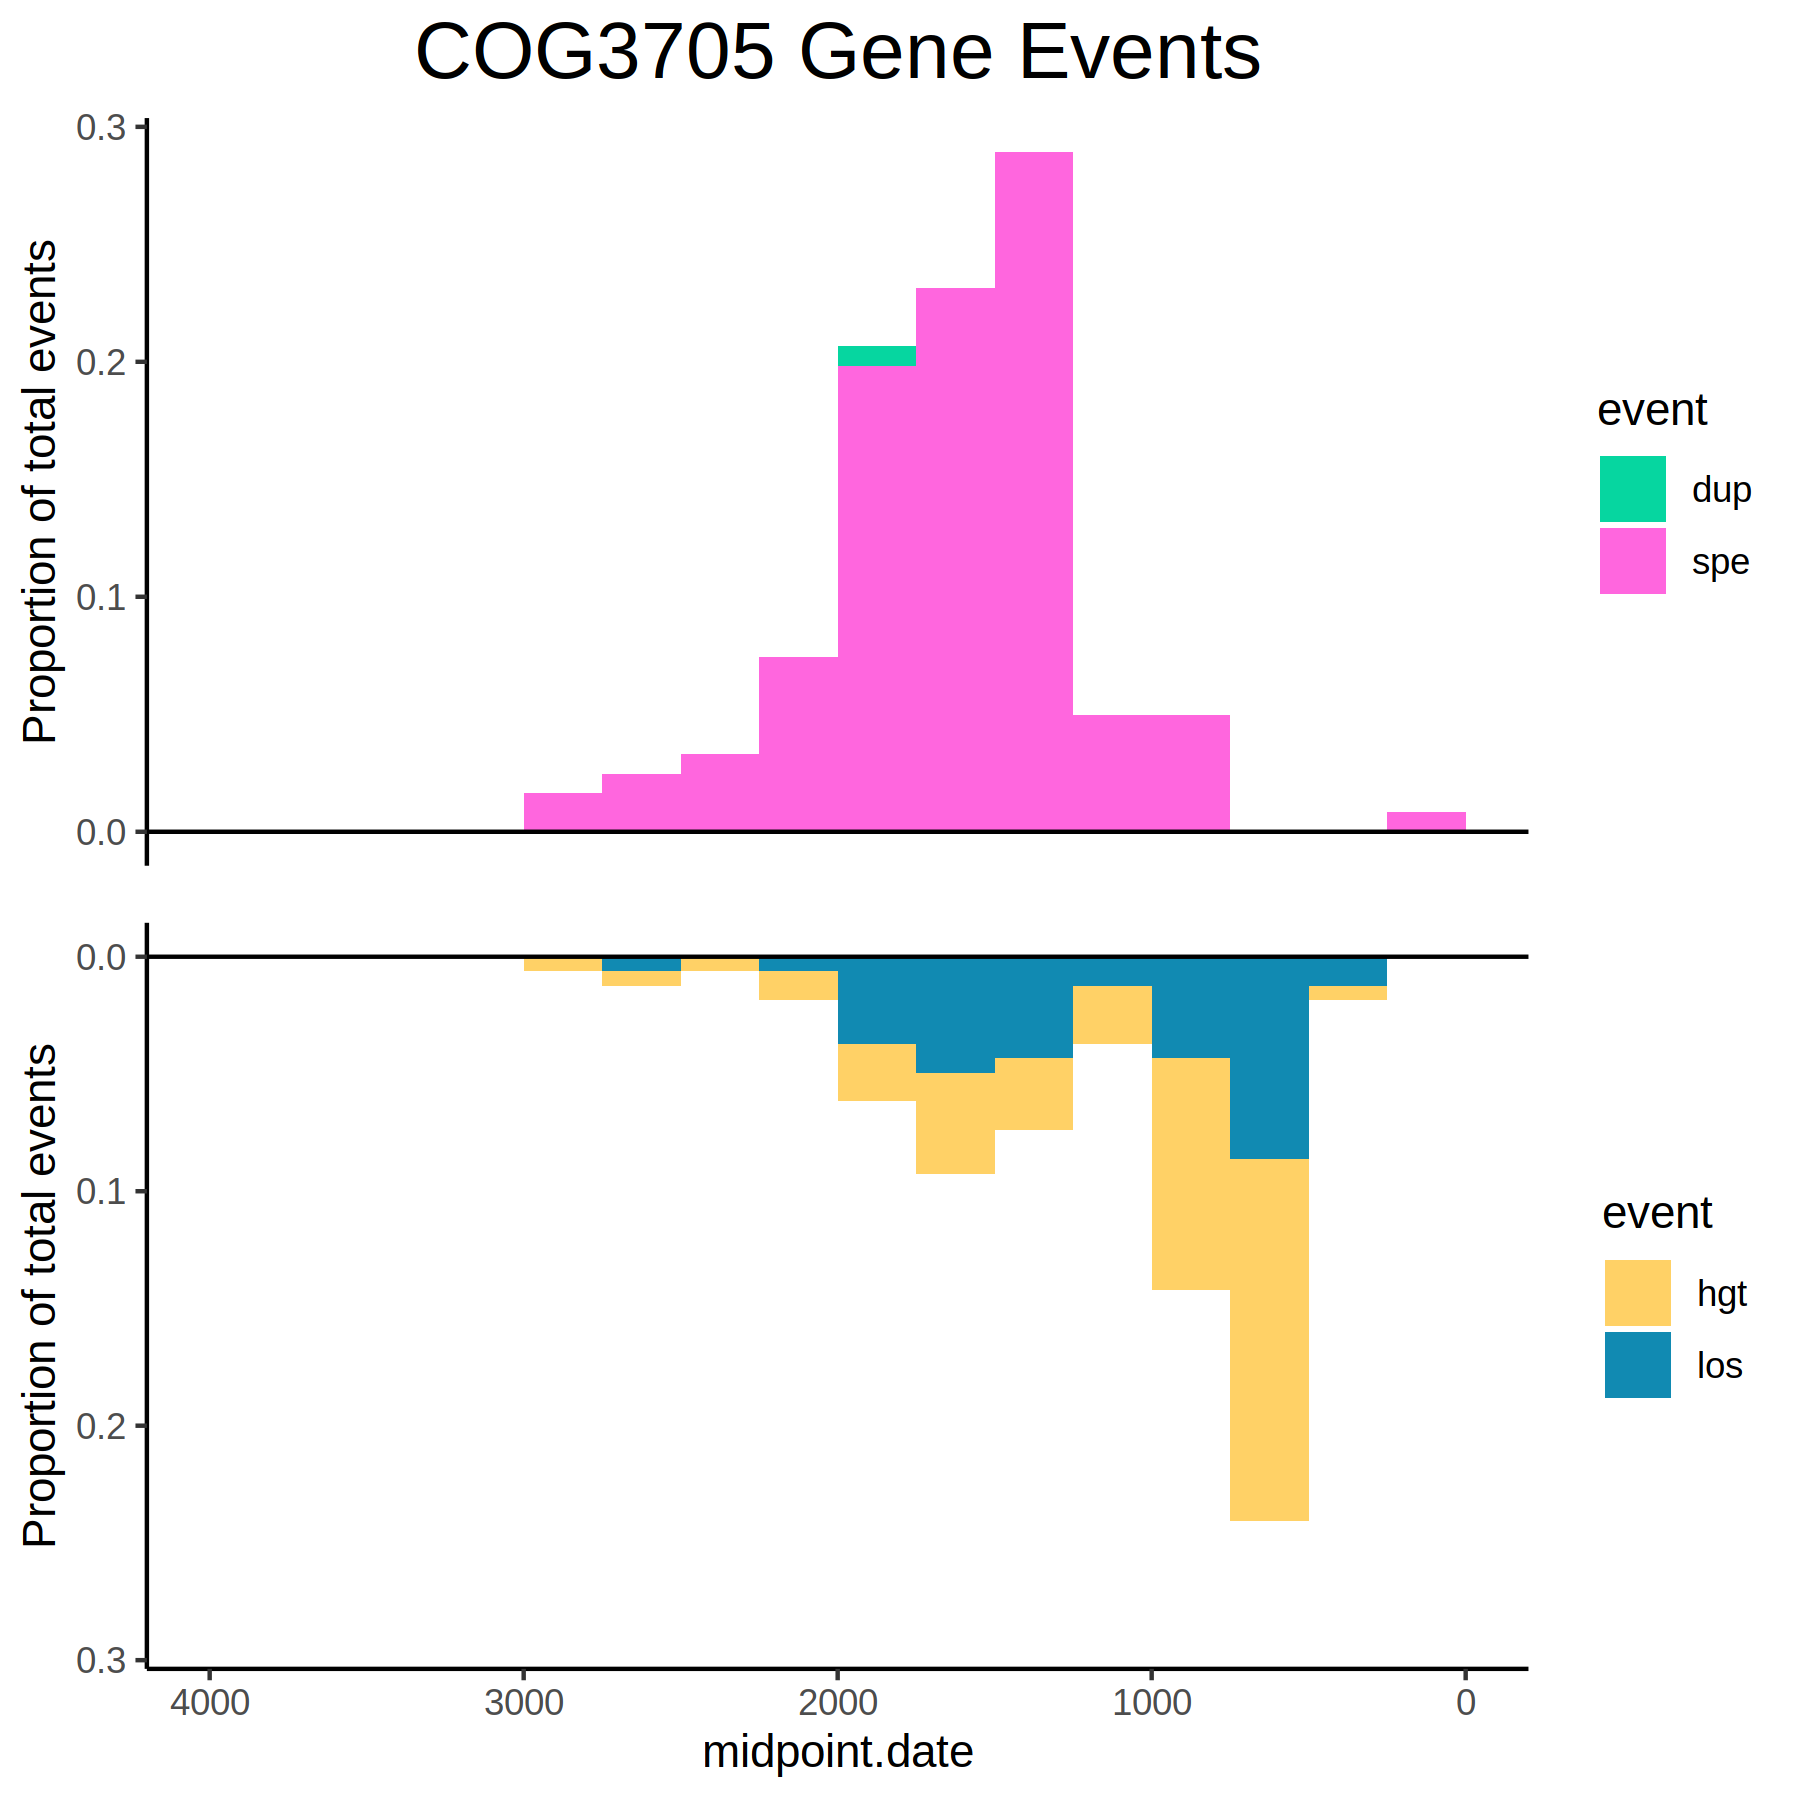 COG3705 Gene Events
Proportion of total events
0.3
0.2
0.1
0.0
event
dup
spe
Proportion of total events
0.0
0.1
0.2
0.3
event
hgt
los
4000 3000 2000 1000 0
midpoint.date